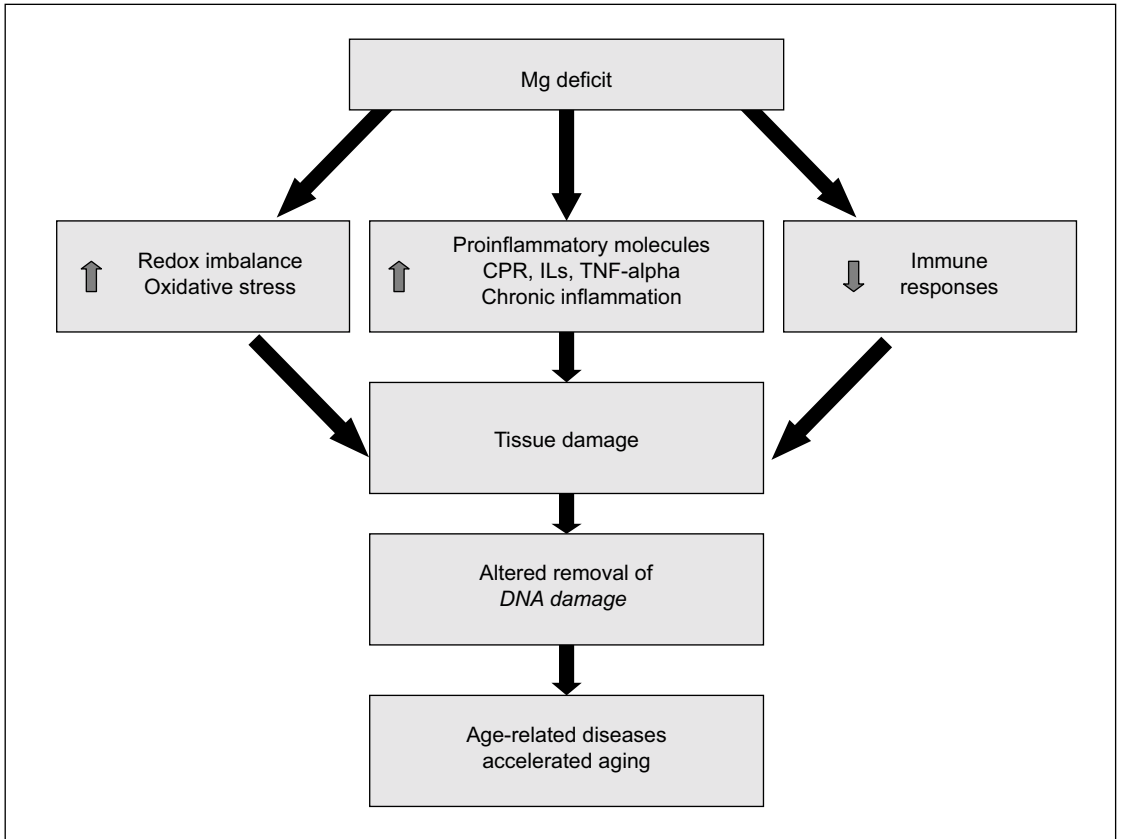 Mg deficit
Redox imbalance
Oxidative stress
Proinflammatory molecules
CPR, ILs, TNF-alpha
Chronic inflammation
Immune
responses
Tissue damage
Altered removal of
DNA damage
Age-related diseases
accelerated aging